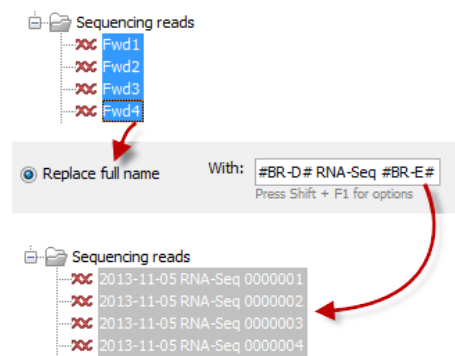 Sequencing reads
Fwd1
Fwd2
Fwd3
Fwd4
Replace full name With: #BR-D# RNA-Seq #BR-E#
Press Shift + F1 for options
Sequencing reads
2013-11-05 RNA-Seq 0000001
2013-11-05 RNA-Seq 0000002
2013-11-05 RNA-Seq 0000003
2013-11-05 RNA-Seq 0000004